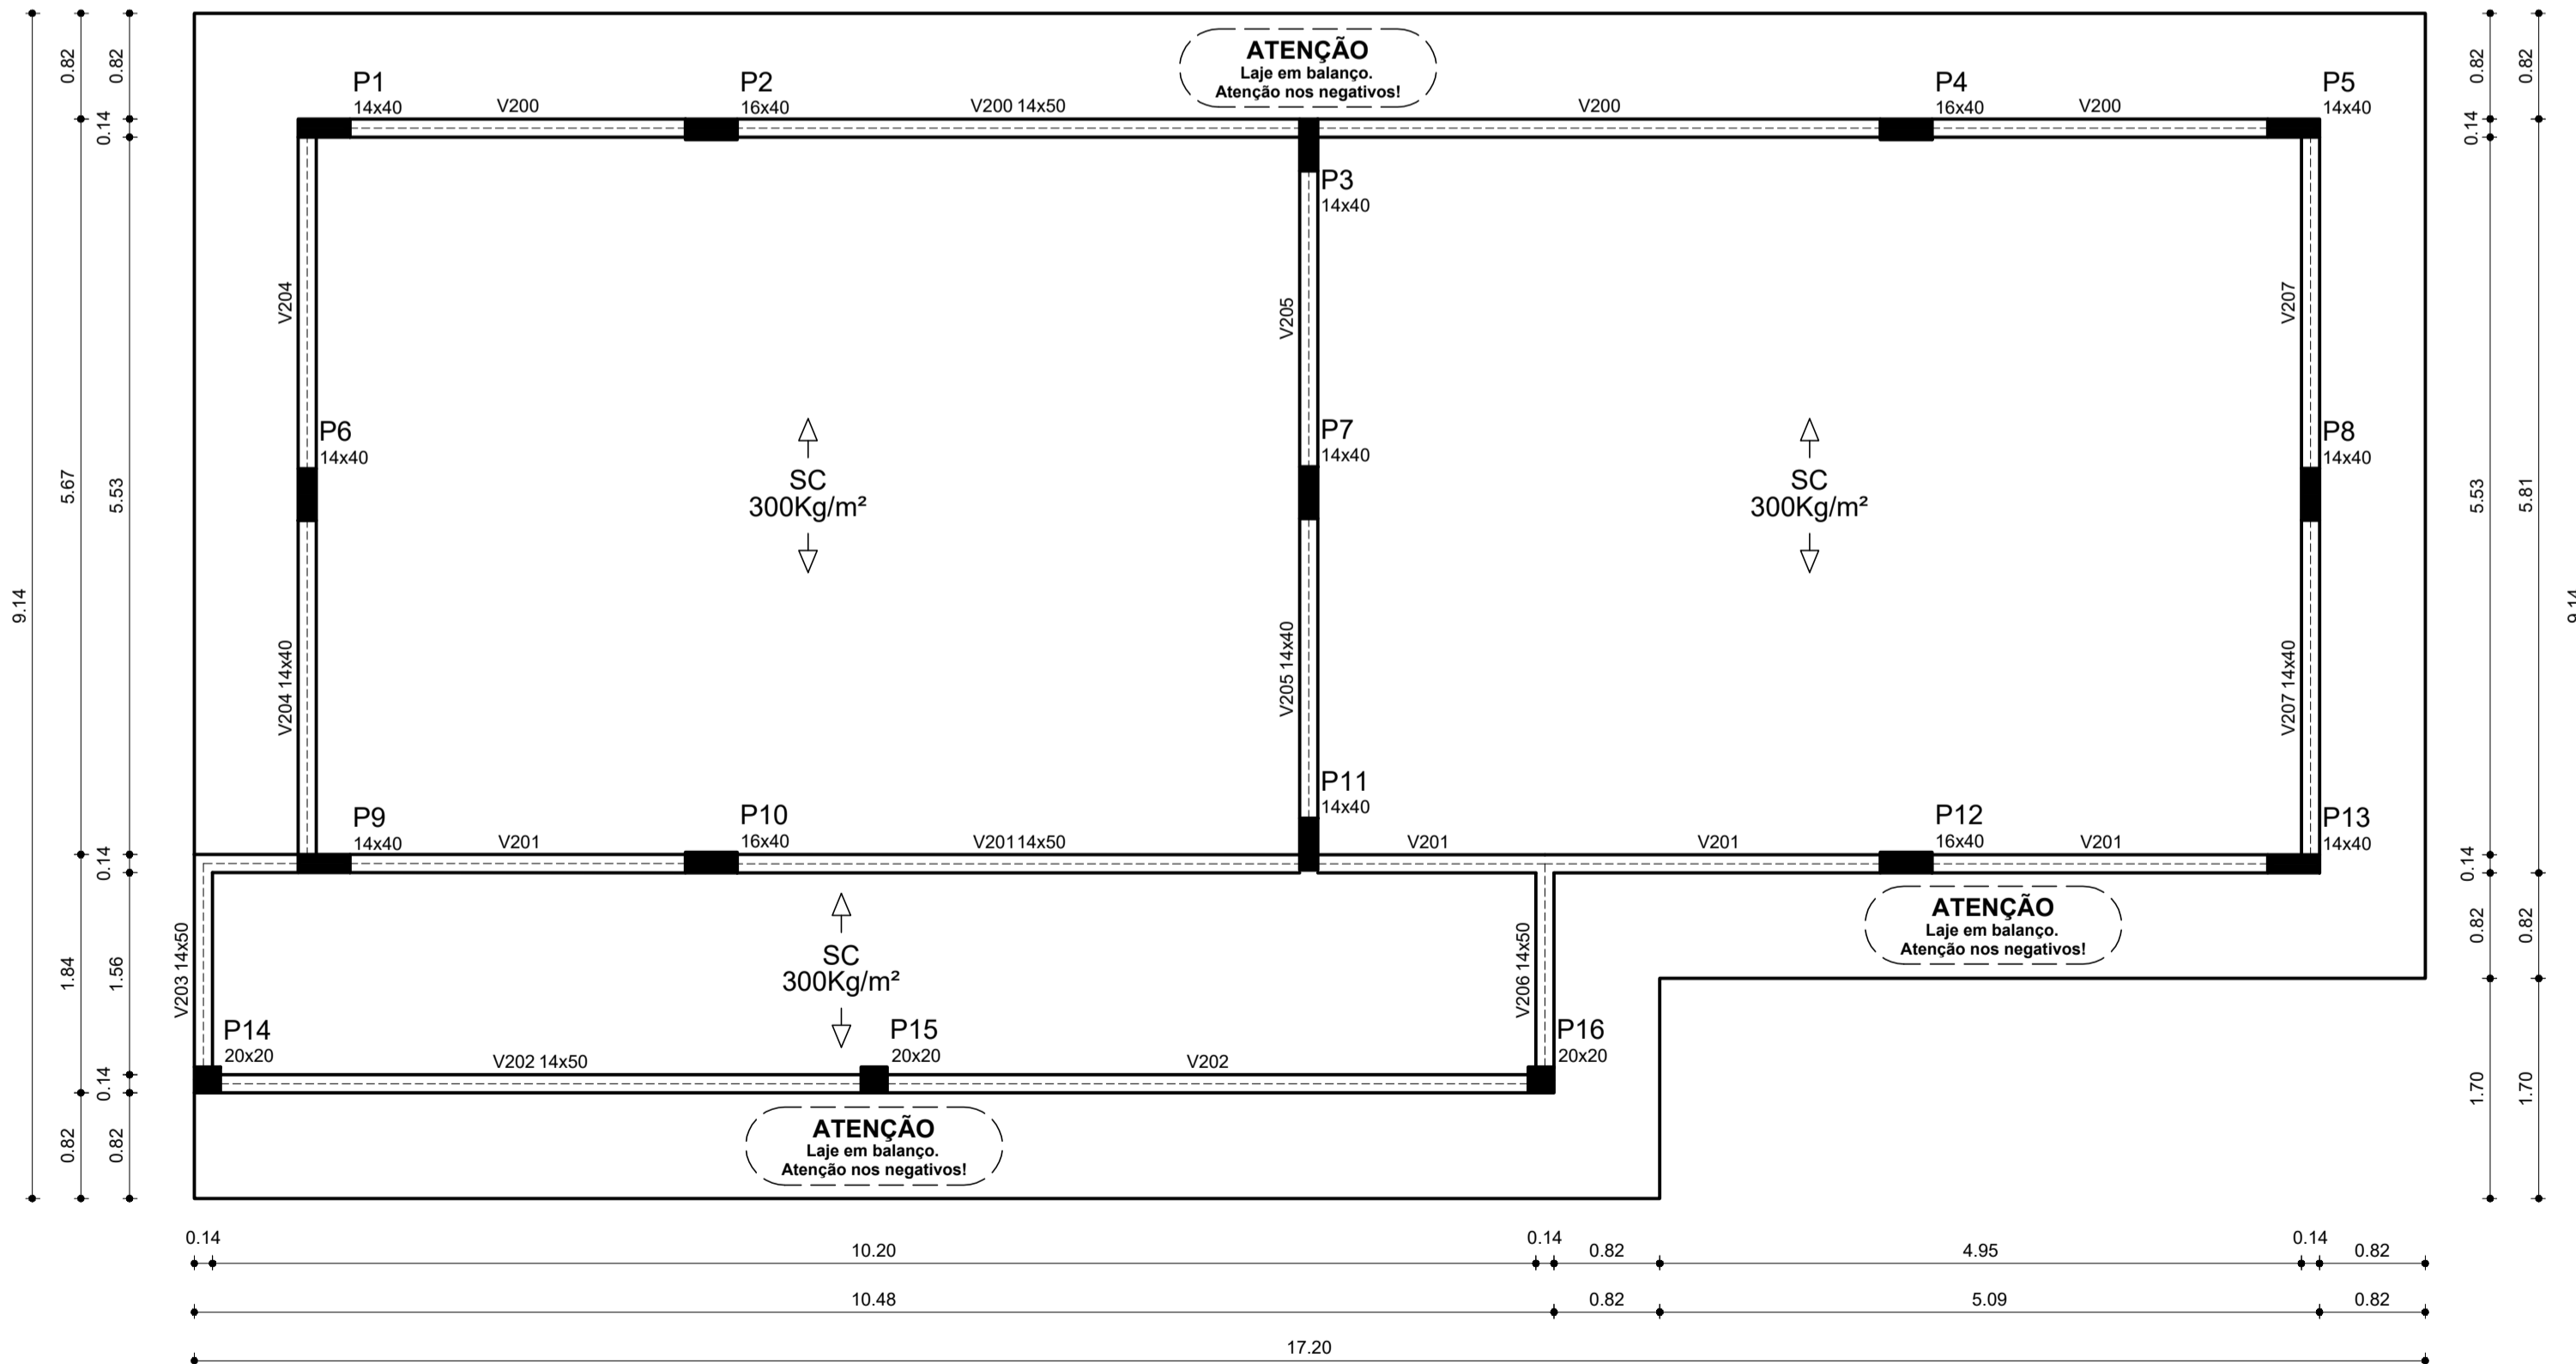 ATENÇÃO
Laje em balanço.
Atenção nos negativos!
P1
14x40
V200
P2
16x40
V200 14x50
V200
P4
16x40
V200
P5
14x40
P3
14x40
V204
V205
V207
P6
14x40
P7
14x40
P8
14x40
SC
300Kg/m²
SC
300Kg/m²
V204 14x40
V205 14x40
V207 14x40
P9
14x40
V201
P10
16x40
V201 14x50
P11
14x40
V201
V201
P12
16x40
V201
P13
14x40
ATENÇÃO
Laje em balanço.
Atenção nos negativos!
V203 14x50
SC
300Kg/m²
V206 14x50
P14
20x20
V202 14x50
P15
20x20
V202
P16
20x20
ATENÇÃO
Laje em balanço.
Atenção nos negativos!
9.14
0.82
5.67
1.84
0.82
0.82
0.14
5.53
0.14
1.56
0.14
0.82
0.82
0.14
5.53
0.14
0.82
1.70
0.82
5.81
0.82
1.70
9.14
0.14
10.20
0.14
0.82
4.95
0.14
0.82
10.48
0.82
5.09
0.82
17.20